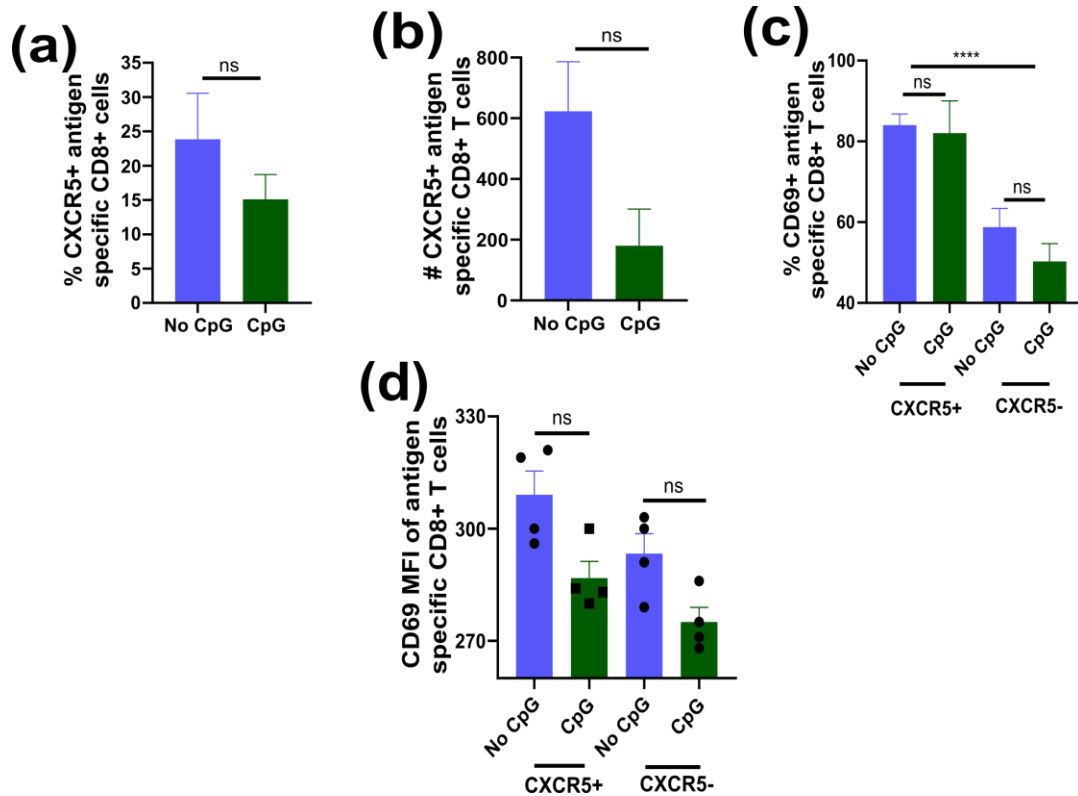 (a)
% CXCR5+ antigen
specific CD8+ cells
35
30
25
20
15
10
5
0
ns
No CpG
CpG
(b)
# CXCR5+ antigen
specific CD8+ T cells
800
600
400
200
0
ns
No CpG
CpG
(c)
% CD69+ antigen
specific CD8+ T cells
100
80
60
40
****
ns
ns
No CpG
CpG
No CpG
CpG
CXCR5+
CXCR5-
(d)
CD69 MFI of antigen
specific CD8+ T cells
330
300
270
ns
ns
No CpG
CpG
No CpG
CpG
CXCR5+
CXCR5-